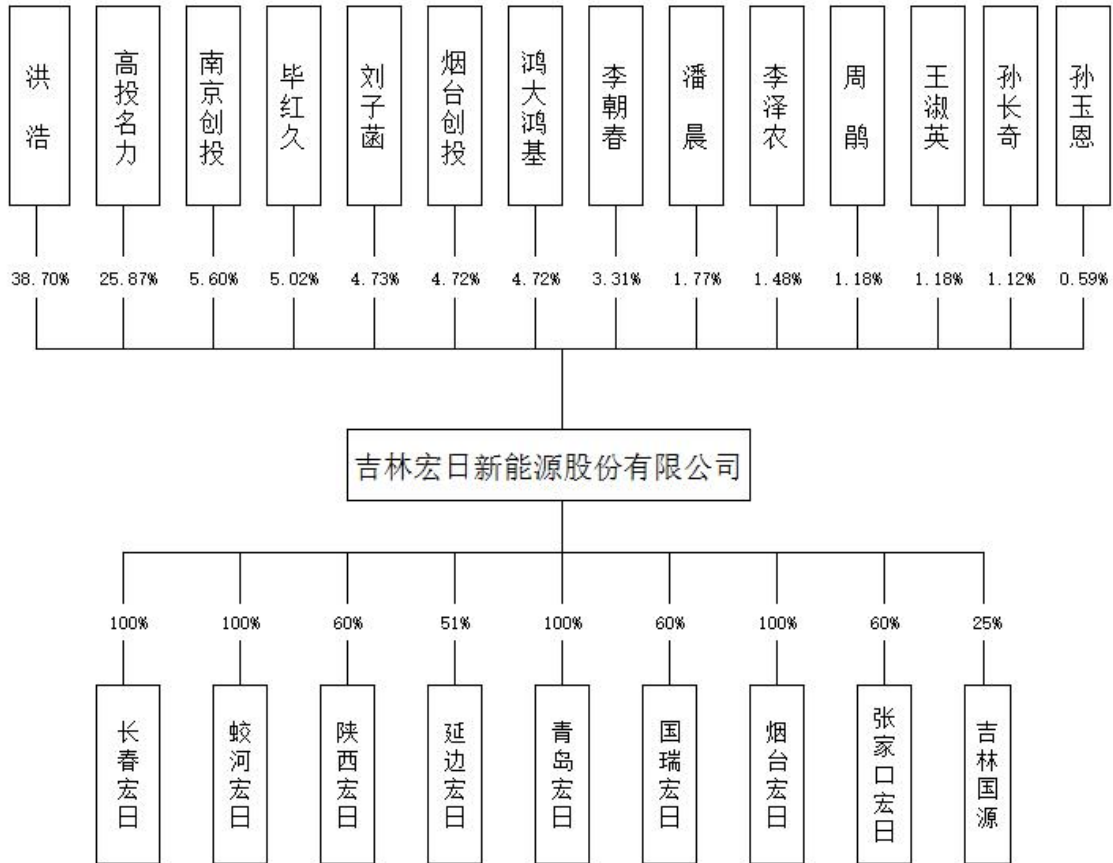 洪浩
高投名力
南京创投
毕红久
刘子菡
烟台创投
鸿大鸿基
李朝春
潘晨
李泽农
周鹃
王淑英
孙长奇
孙玉恩
38.70%
25.87%
5.60%
5.02%
4.73%
4.72%
4.72%
3.31%
1.77%
1.48%
1.18%
1.18%
1.12%
0.59%
吉林宏日新能源股份有限公司
100%
100%
60%
51%
100%
60%
100%
60%
25%
长春宏日
蛟河宏日
陕西宏日
延边宏日
青岛宏日
国瑞宏日
烟台宏日
张家口宏日
吉林国源